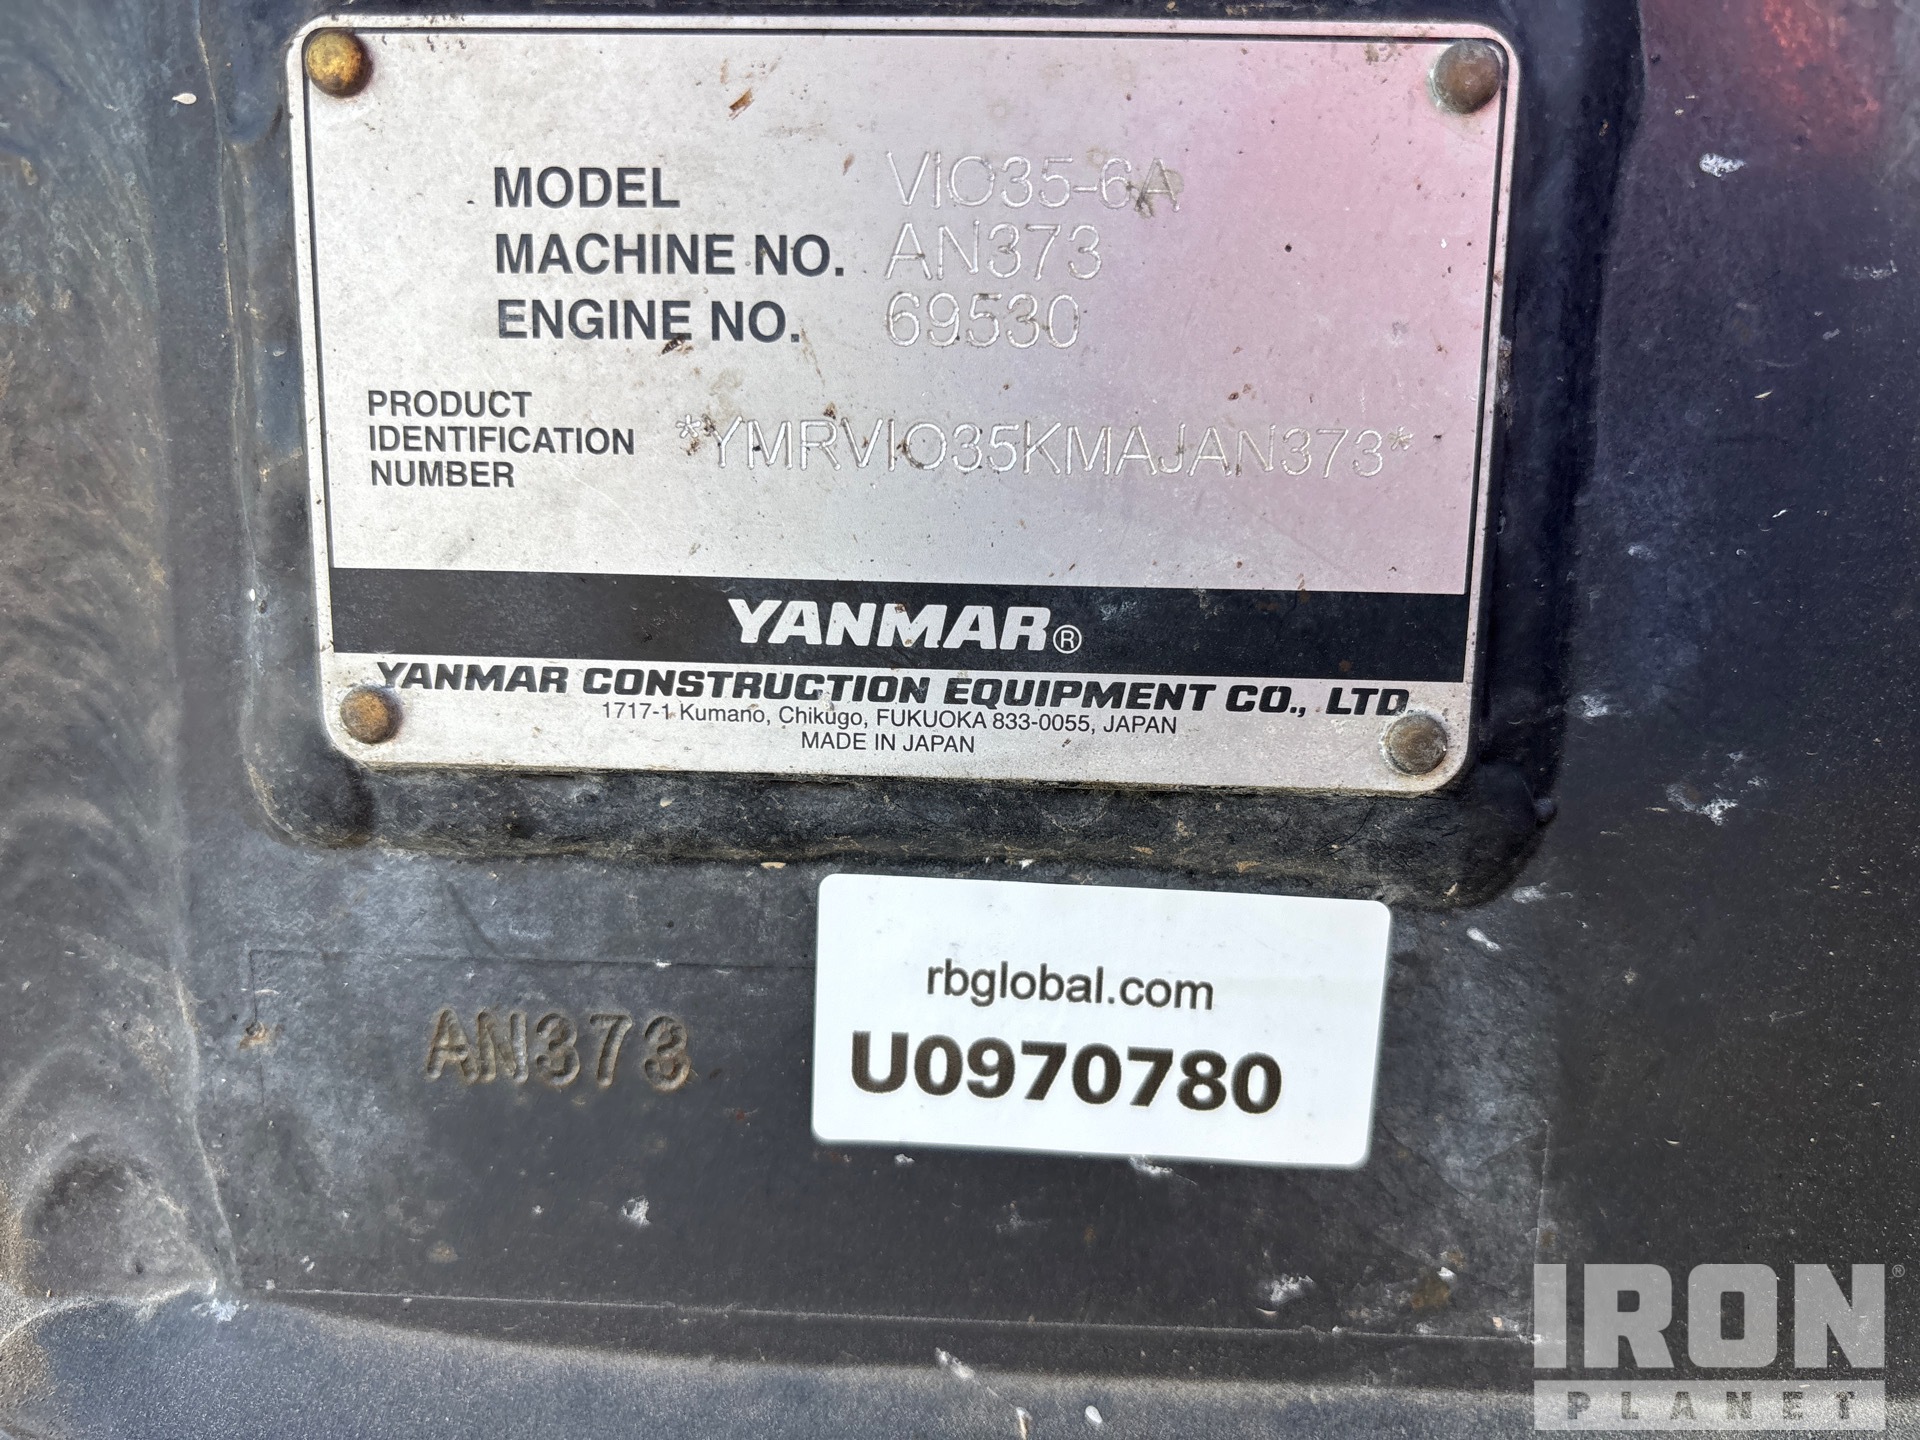 MODEL VIO35-6A
MACHINE NO. AN373
ENGINE NO. 69530
PRODUCT
IDENTIFICATION
NUMBER
*YMRVIO35KMAJAN373*
YANMAR®
YANMAR CONSTRUCTION EQUIPMENT CO., LTD.
1717-1 Kumano, Chikugo, FUKUOKA 833-0055, JAPAN
MADE IN JAPAN
AN373
rbglobal.com
U0970780
IRON®
PLANET